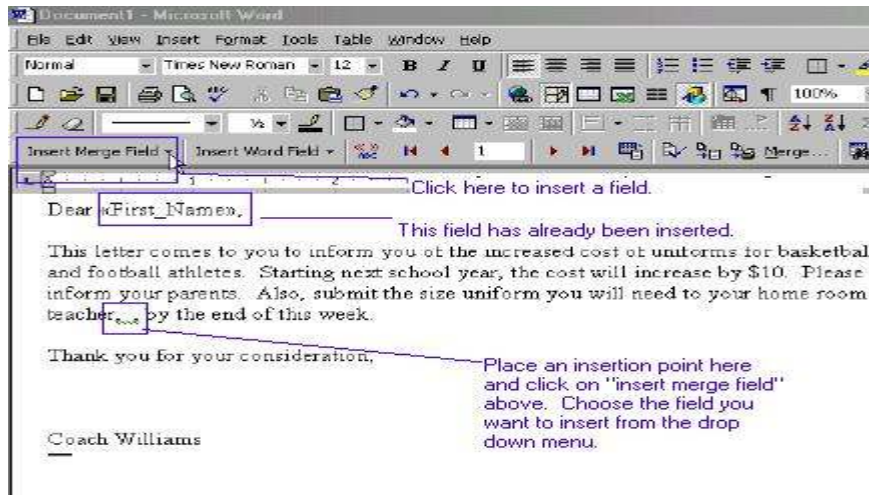 Document1 - Microsoft Word
File Edit View Insert Format Tools Table Window Help
Normal Times New Roman 12 B I U
100%
½
Insert Merge Field Insert Word Field ABC 1 Merge...
1 2
Click here to insert a field.
Dear «First_Name»,
This field has already been inserted.
This letter comes to you to inform you of the increased cost of uniforms for basketbal
and football athletes. Starting next school year, the cost will increase by $10. Please
inform your parents. Also, submit the size uniform you will need to your home room
teacher, , by the end of this week.
Thank you for your consideration,
Place an insertion point here
and click on "insert merge field"
above. Choose the field you
want to insert from the drop
down menu.
Coach Williams